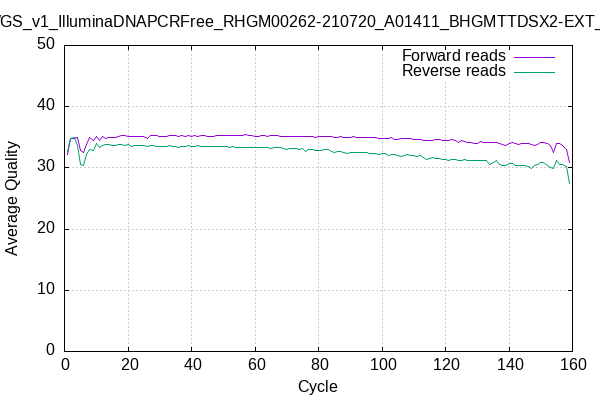 /GS_v1_IlluminaDNAPCRFree_RHGM00262-210720_A01411_BHGMTTDSX2-EXT_
Forward reads
Reverse reads
50
40
30
20
10
0
Average Quality
0 20 40 60 80 100 120 140 160
Cycle